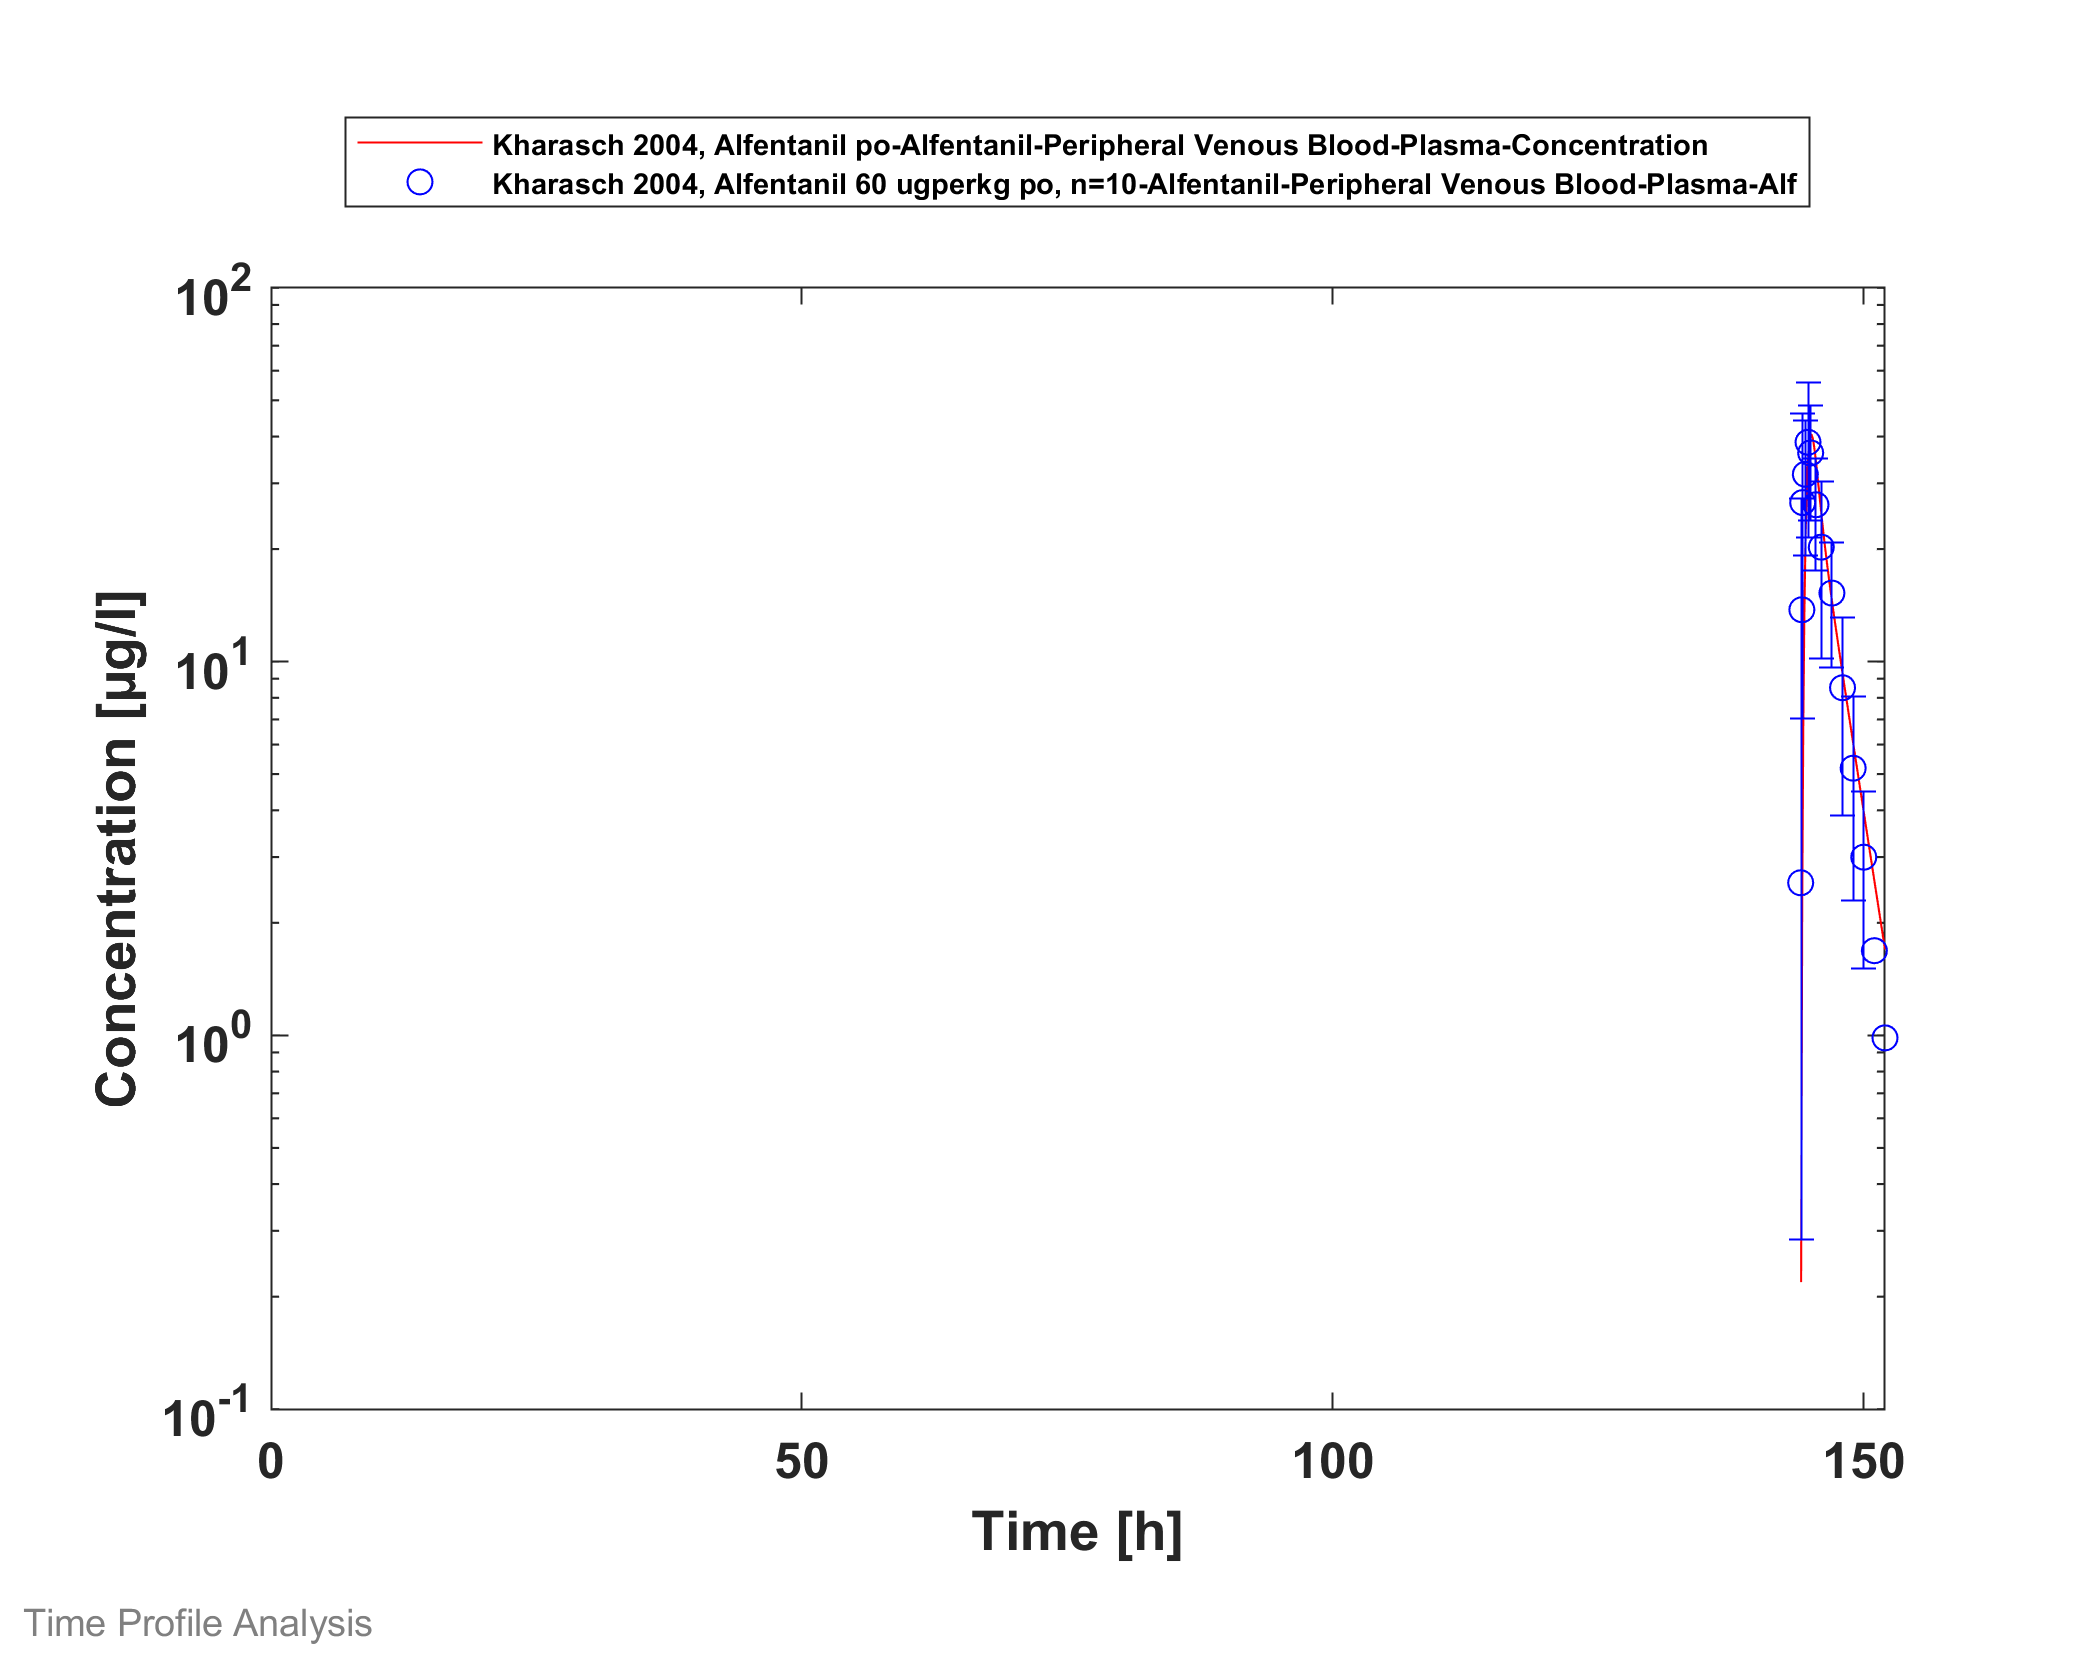 Kharasch 2004, Alfentanil po-Alfentanil-Peripheral Venous Blood-Plasma-Concentration
Kharasch 2004, Alfentanil 60 ugperkg po, n=10-Alfentanil-Peripheral Venous Blood-Plasma-Alf
10^2
10^1
10^0
10^-1
Concentration [µg/l]
0 50 100 150
Time [h]
Time Profile Analysis